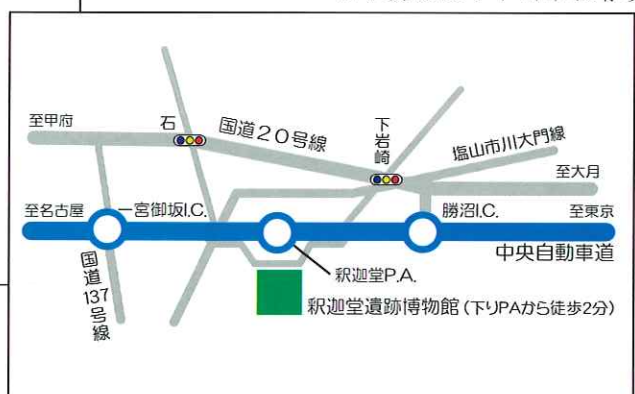 至甲府
石
国道20号線
下岩崎
塩山市川大門線
至大月
至名古屋
一宮御坂I.C.
勝沼I.C.
至東京
中央自動車道
国道137号線
釈迦堂P.A.
釈迦堂遺跡博物館(下りPAから徒歩2分)